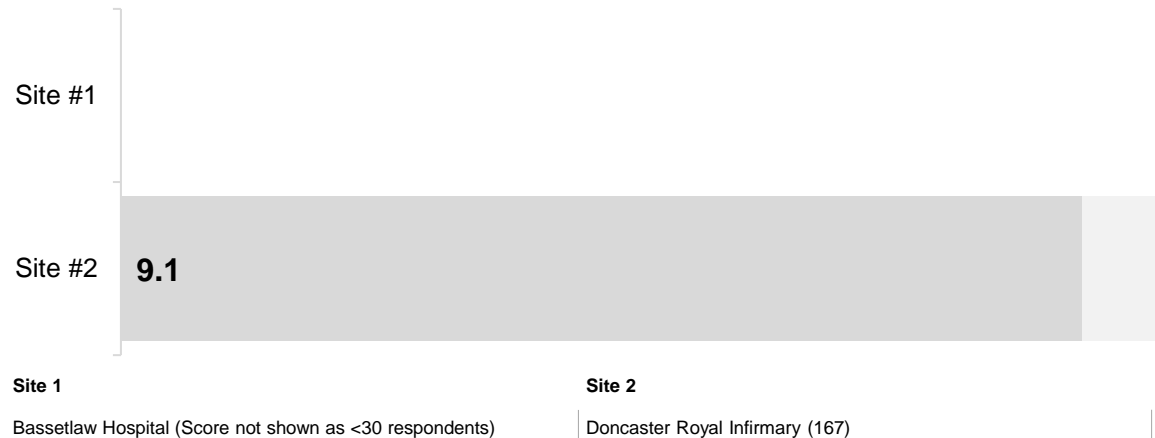 Site #1
Site #2
9.1
Site 1
Site 2
Bassetlaw Hospital (Score not shown as <30 respondents)
Doncaster Royal Infirmary (167)